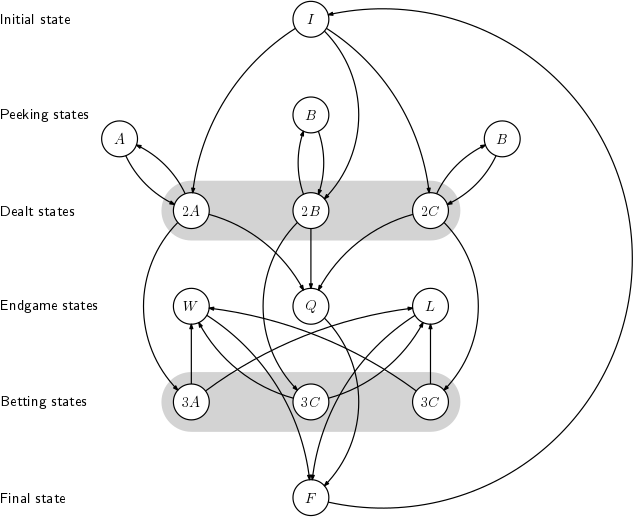 Initial state
I
Peeking states
B
A
B
Dealt states
2A
2B
2C
Endgame states
W
Q
L
Betting states
3A
3C
3C
Final state
F